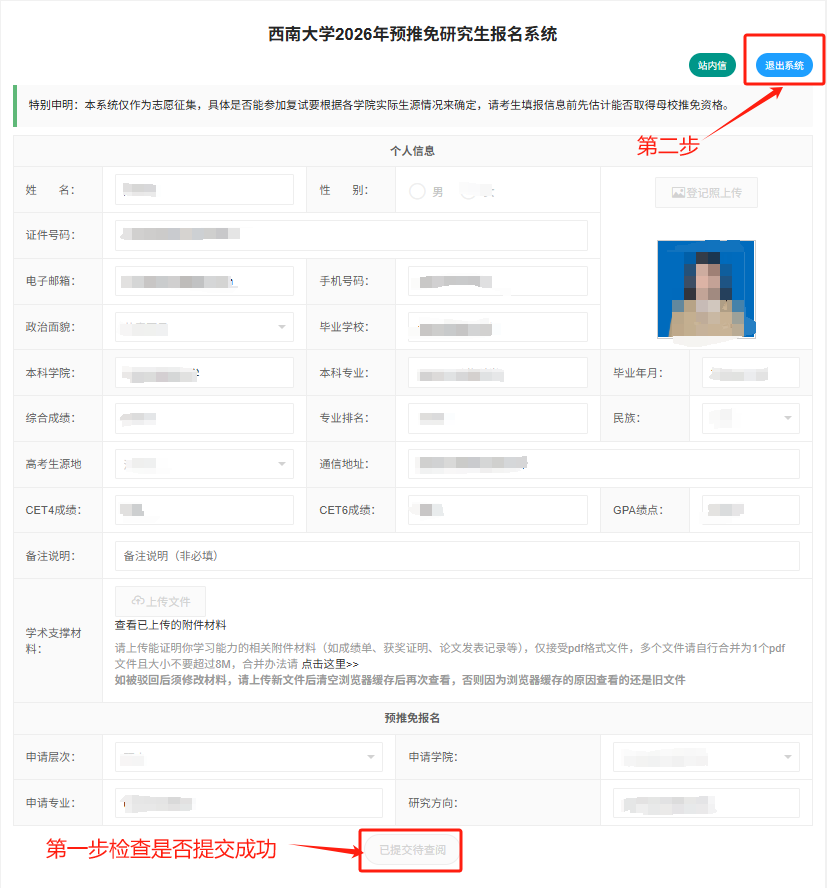 西南大学2026年预推免研究生报名系统
站内信
退出系统
特别申明：本系统仅作为志愿征集，具体是否能参加复试要根据各学院实际生源情况来确定，请考生填报信息前先估计能否取得母校推免资格。
第二步
个人信息
姓 名：
性 别：
男
登记照上传
证件号码：
电子邮箱：
手机号码：
政治面貌：
毕业学校：
本科学院：
本科专业：
毕业年月：
综合成绩：
专业排名：
民族：
高考生源地
通信地址：
CET4成绩：
CET6成绩：
GPA绩点：
备注说明：
备注说明（非必填）
学术支撑材料：
上传文件
查看已上传的附件材料
请上传能证明你学习能力的相关附件材料（如成绩单、获奖证明、论文发表记录等），仅接受pdf格式文件，多个文件请自行合并为1个pdf
文件且大小不要超过8M，合并办法请 点击这里>>
如被驳回后须修改材料，请上传新文件后清空浏览器缓存后再次查看，否则因为浏览器缓存的原因查看的还是旧文件
预推免报名
申请层次：
申请学院：
申请专业：
研究方向：
第一步检查是否提交成功
已提交待查阅